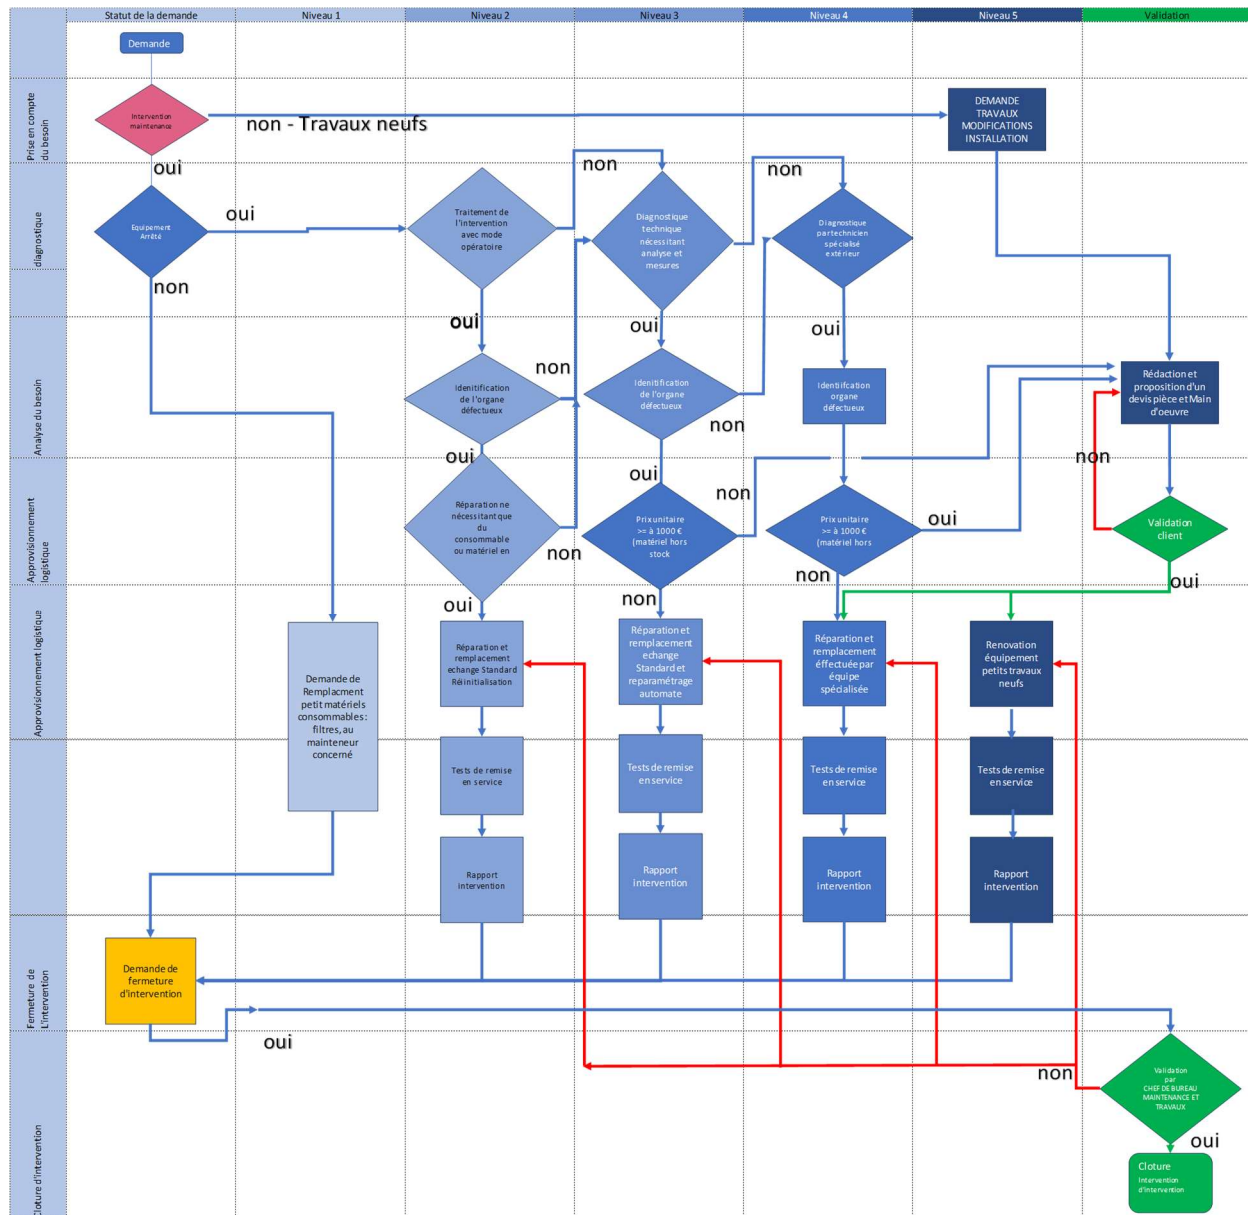 Statut de la demande
Niveau 1
Niveau 2
Niveau 3
Niveau 4
Niveau 5
Validation
Prise en compte
du besoin
Demande
Intervention
maintenance
non - Travaux neufs
DEMANDE
TRAVAUX
MODIFICATIONS
INSTALLATION
oui
diagnostique
Equipement
Arrêté
oui
non
Traitement de
l'intervention
avec mode
opératoire
non
oui
Diagnostique
technique
nécessitant
analyse et
mesures
non
oui
Diagnostique
par technicien
spécialisé
extérieur
oui
Analyse du besoin
Identification
de l'organe
défectueux
non
oui
Identification
de l'organe
défectueux
non
oui
Identiifcation
organe
défectueux
Rédaction et
proposition d'un
devis pièce et Main
d'oeuvre
non
Approvisionnement
logistique
Réparation ne
nécessitant que
du
consommable
ou matériel en
non
oui
Prix unitaire
>= à 1000 €
(matériel hors
stock
non
non
Prix unitaire
>= à 1000 €
(matériel hors
oui
non
Validation
client
oui
Approvisionnement logistique
Demande de
Remplacment
petit matériels
consommables :
filtres, au
mainteneur
concerné
Réparation et
remplacement
echange Standard
Réiinitialisation
Réparation et
remplacement
echange
Standard et
reparamétrage
automate
Réparation et
remplacement
éffectuée par
équipe
spécialisée
Renovation
équipement
petits travaux
neufs
Tests de remise
en service
Tests de remise
en service
Tests de remise
en service
Tests de remise
en service
Rapport
intervention
Rapport
intervention
Rapport
intervention
Rapport
intervention
Fermeture de
L'intervention
Demande de
fermeture
d'intervention
oui
Cloture d'intervention
non
Validation
par
CHEF DE BUREAU
MAINTENANCE ET
TRAVAUX
oui
Cloture
Intervention
d'intervention